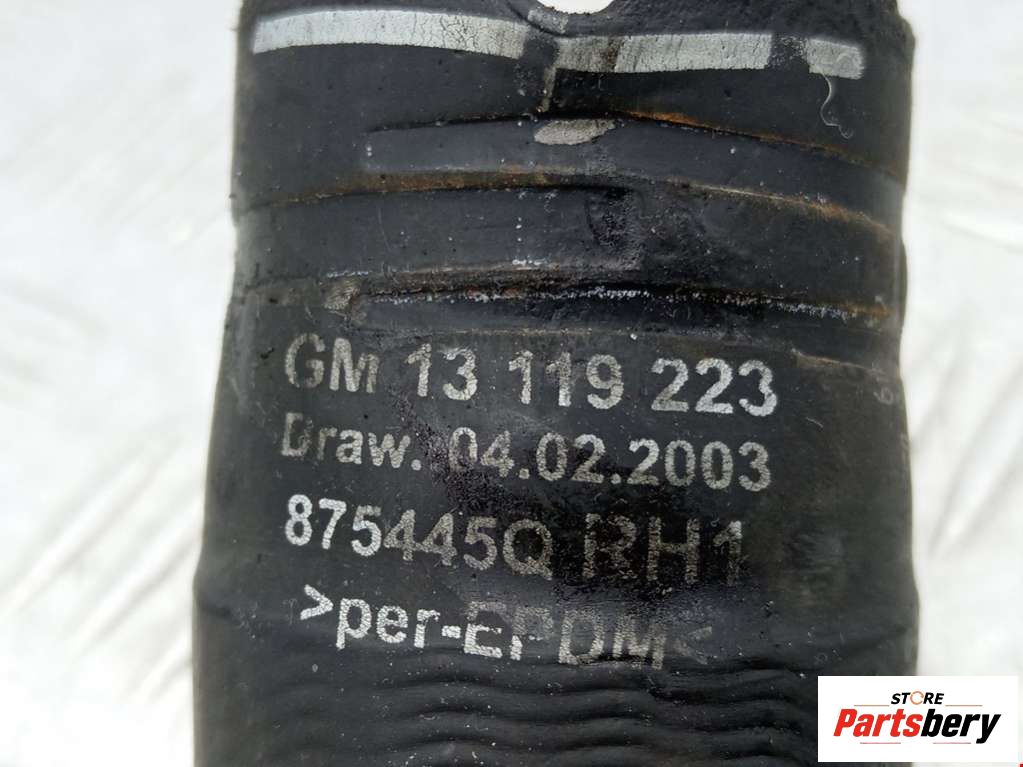 GM 13 119 223
Draw. 04.02.2003
875445Q RH1
>per-EPDM<
STORE
Partsbery